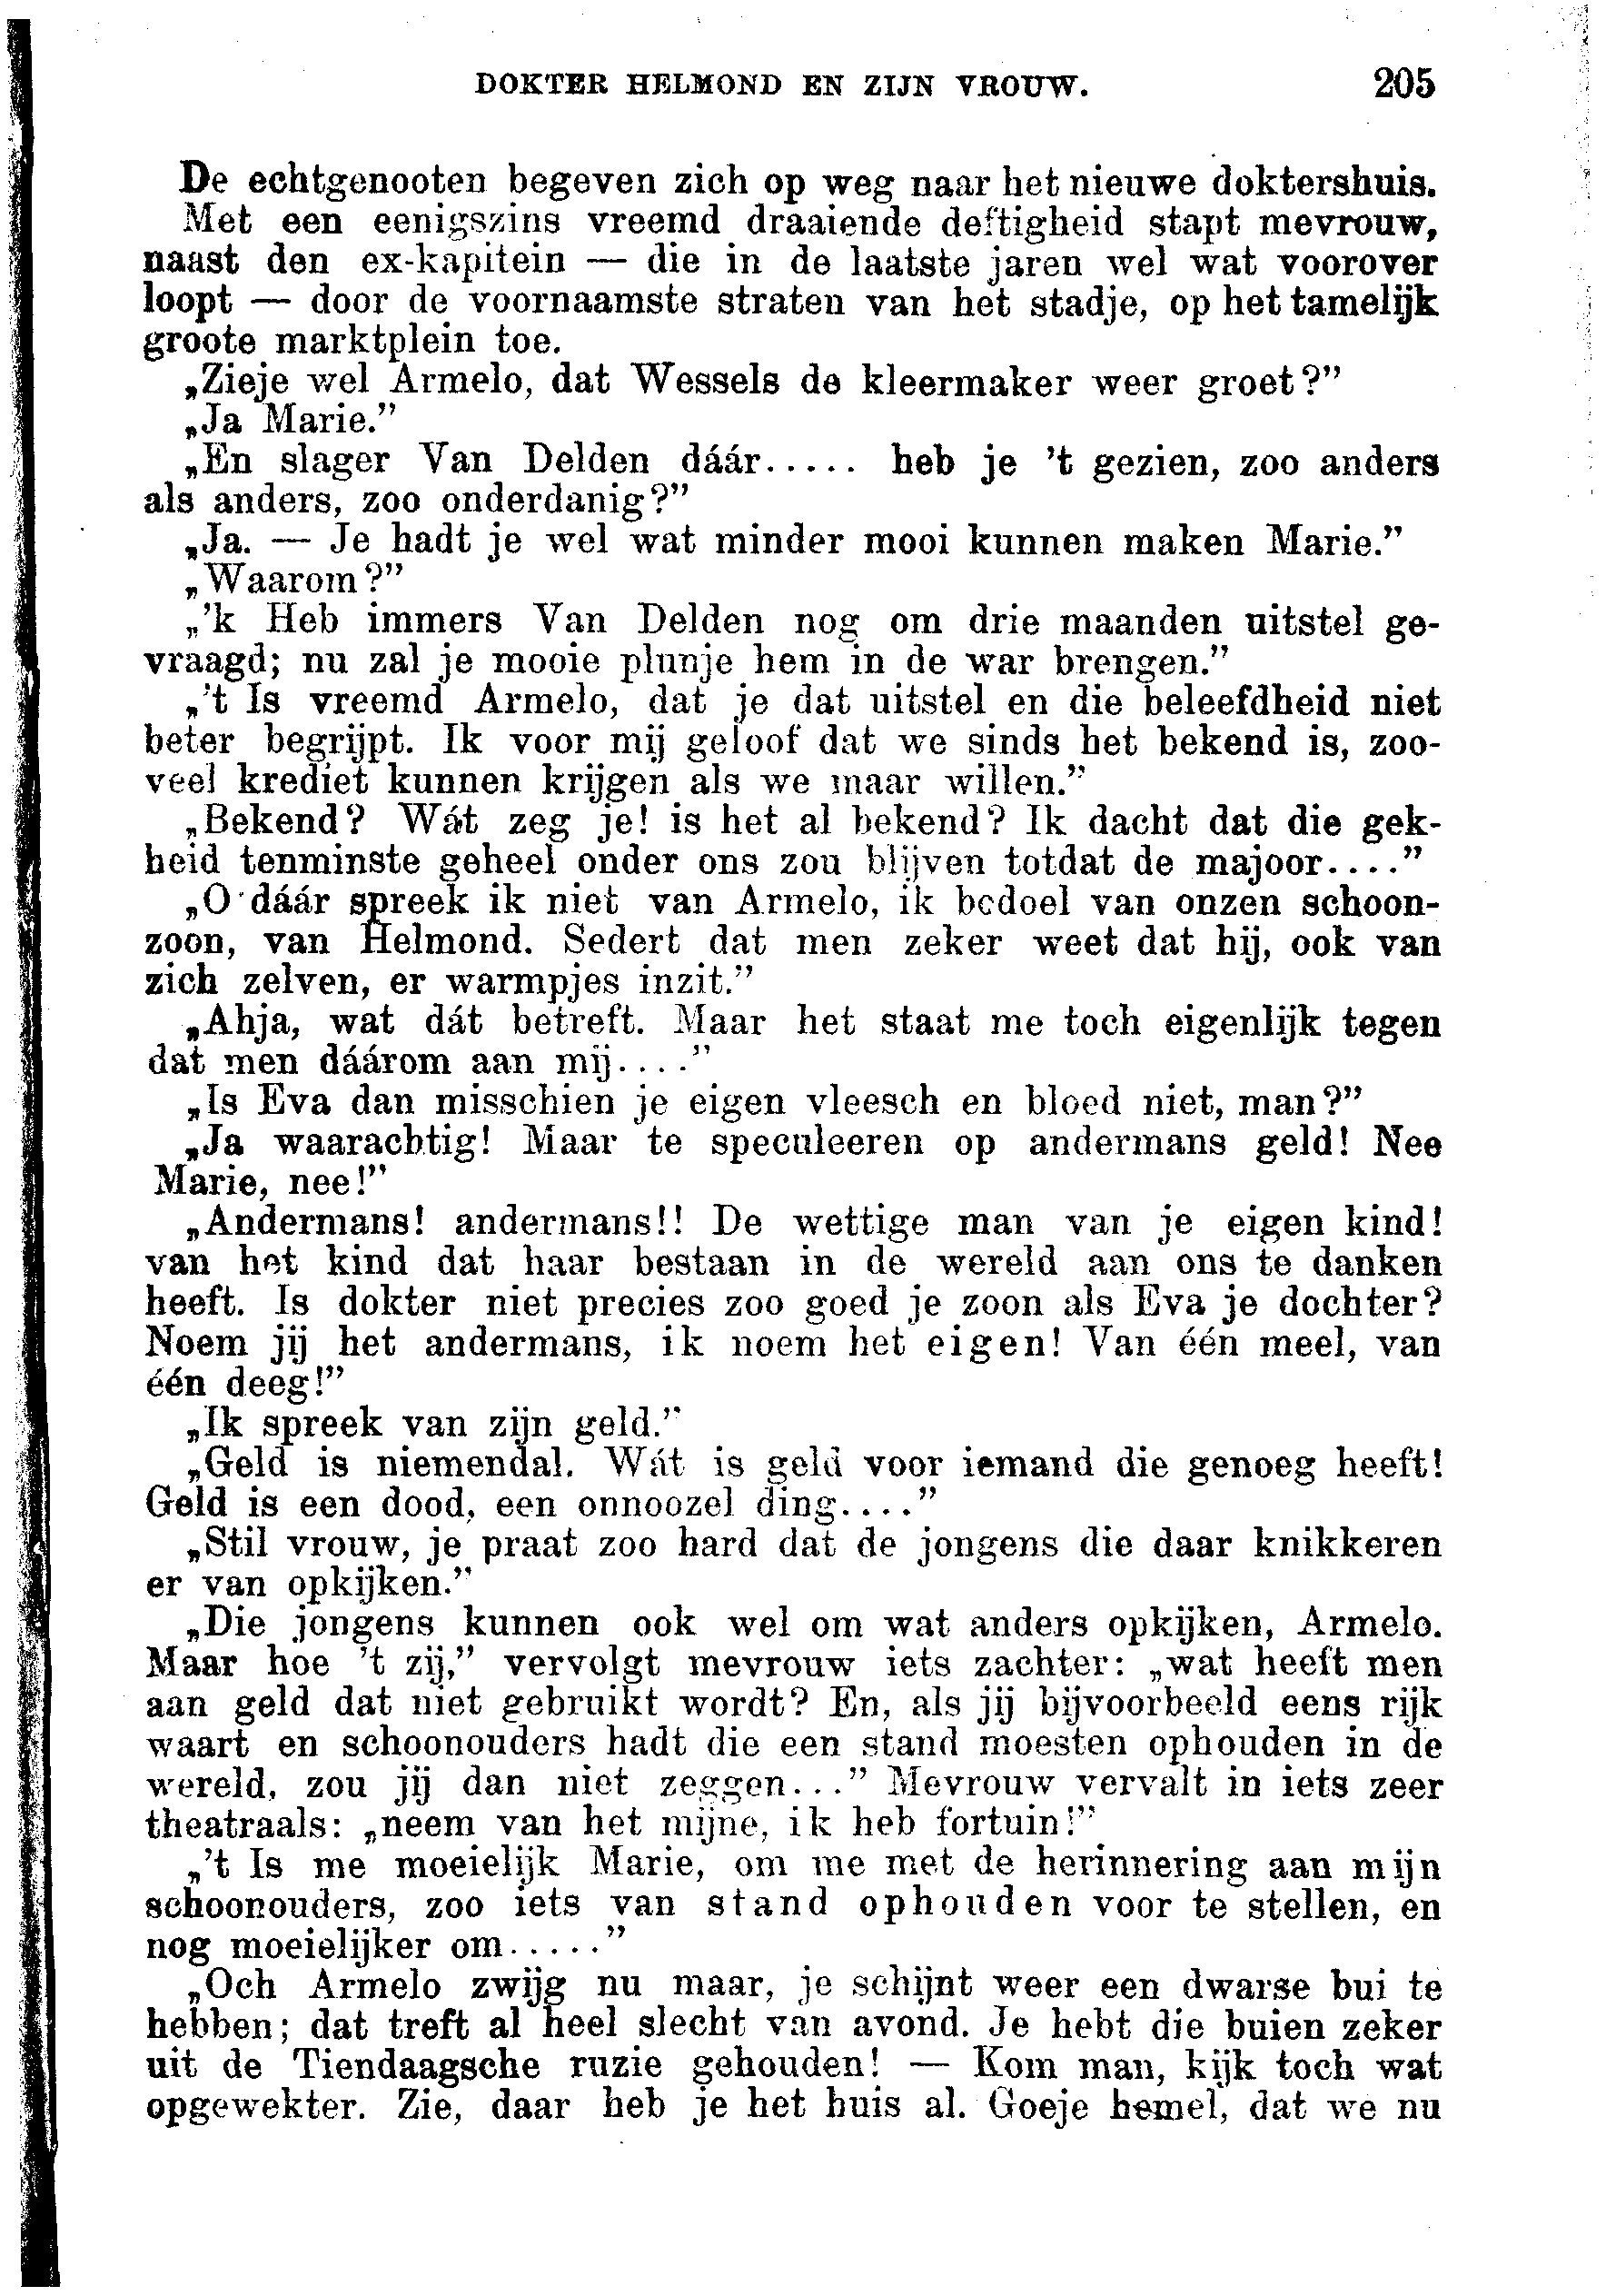 DOKTER HELMOND EN ZIJN VROUW. 205
De echtgenooten begeven zich op weg naar het nieuwe doktershuis.
Met een eenigszins vreemd draaiende deftigheid stapt mevrouw,
naast den ex-kapitein — die in de laatste jaren wel wat voorover
loopt — door de voornaamste straten van het stadje, op het tamelijk
groote marktplein toe.
„Zieje wel Armelo, dat Wessels de kleermaker weer groet?”
„Ja Marie.”
„En slager Van Delden dáár..... heb je ’t gezien, zoo anders
als anders, zoo onderdanig?”
„Ja. — Je hadt je wel wat minder mooi kunnen maken Marie.”
„Waarom?”
„’k Heb immers Van Delden nog om drie maanden uitstel ge-
vraagd; nu zal je mooie plunje hem in de war brengen.”
„’t Is vreemd Armelo, dat je dat uitstel en die beleefdheid niet
beter begrijpt. Ik voor mij geloof dat we sinds het bekend is, zoo-
veel krediet kunnen krijgen als we maar willen.”
„Bekend? Wát zeg je! is het al bekend? Ik dacht dat die gek-
heid tenminste geheel onder ons zou blijven totdat de majoor....”
„O dáár spreek ik niet van Armelo, ik bedoel van onzen schoon-
zoon, van Helmond. Sedert dat men zeker weet dat hij, ook van
zich zelven, er warmpjes inzit.”
„Ahja, wat dát betreft. Maar het staat me toch eigenlijk tegen
dat men dáárom aan mij....”
„Is Eva dan misschien je eigen vleesch en bloed niet, man?”
„Ja waarachtig! Maar te speculeeren op andermans geld! Nee
Marie, nee!”
„Andermans! andermans!! De wettige man van je eigen kind!
van het kind dat haar bestaan in de wereld aan ons te danken
heeft. Is dokter niet precies zoo goed je zoon als Eva je dochter?
Noem jij het andermans, ik noem het eigen! Van één meel, van
één deeg!”
„Ik spreek van zijn geld.”
„Geld is niemendal. Wát is geld voor iemand die genoeg heeft!
Geld is een dood, een onnoozel ding....”
„Stil vrouw, je praat zoo hard dat de jongens die daar knikkeren
er van opkijken.”
„Die jongens kunnen ook wel om wat anders opkijken, Armelo.
Maar hoe ’t zij,” vervolgt mevrouw iets zachter: „wat heeft men
aan geld dat niet gebruikt wordt? En, als jij bijvoorbeeld eens rijk
waart en schoonouders hadt die een stand moesten ophouden in de
wereld, zou jij dan niet zeggen...” Mevrouw vervalt in iets zeer
theatraals: „neem van het mijne, ik heb fortuin!”
„’t Is me moeielijk Marie, om me met de herinnering aan mijn
schoonouders, zoo iets van stand ophouden voor te stellen, en
nog moeielijker om.....”
„Och Armelo zwijg nu maar, je schijnt weer een dwarse bui te
hebben; dat treft al heel slecht van avond. Je hebt die buien zeker
uit de Tiendaagsche ruzie gehouden! — Kom man, kijk toch wat
opgewekter. Zie, daar heb je het huis al. Goeje hemel, dat we nu